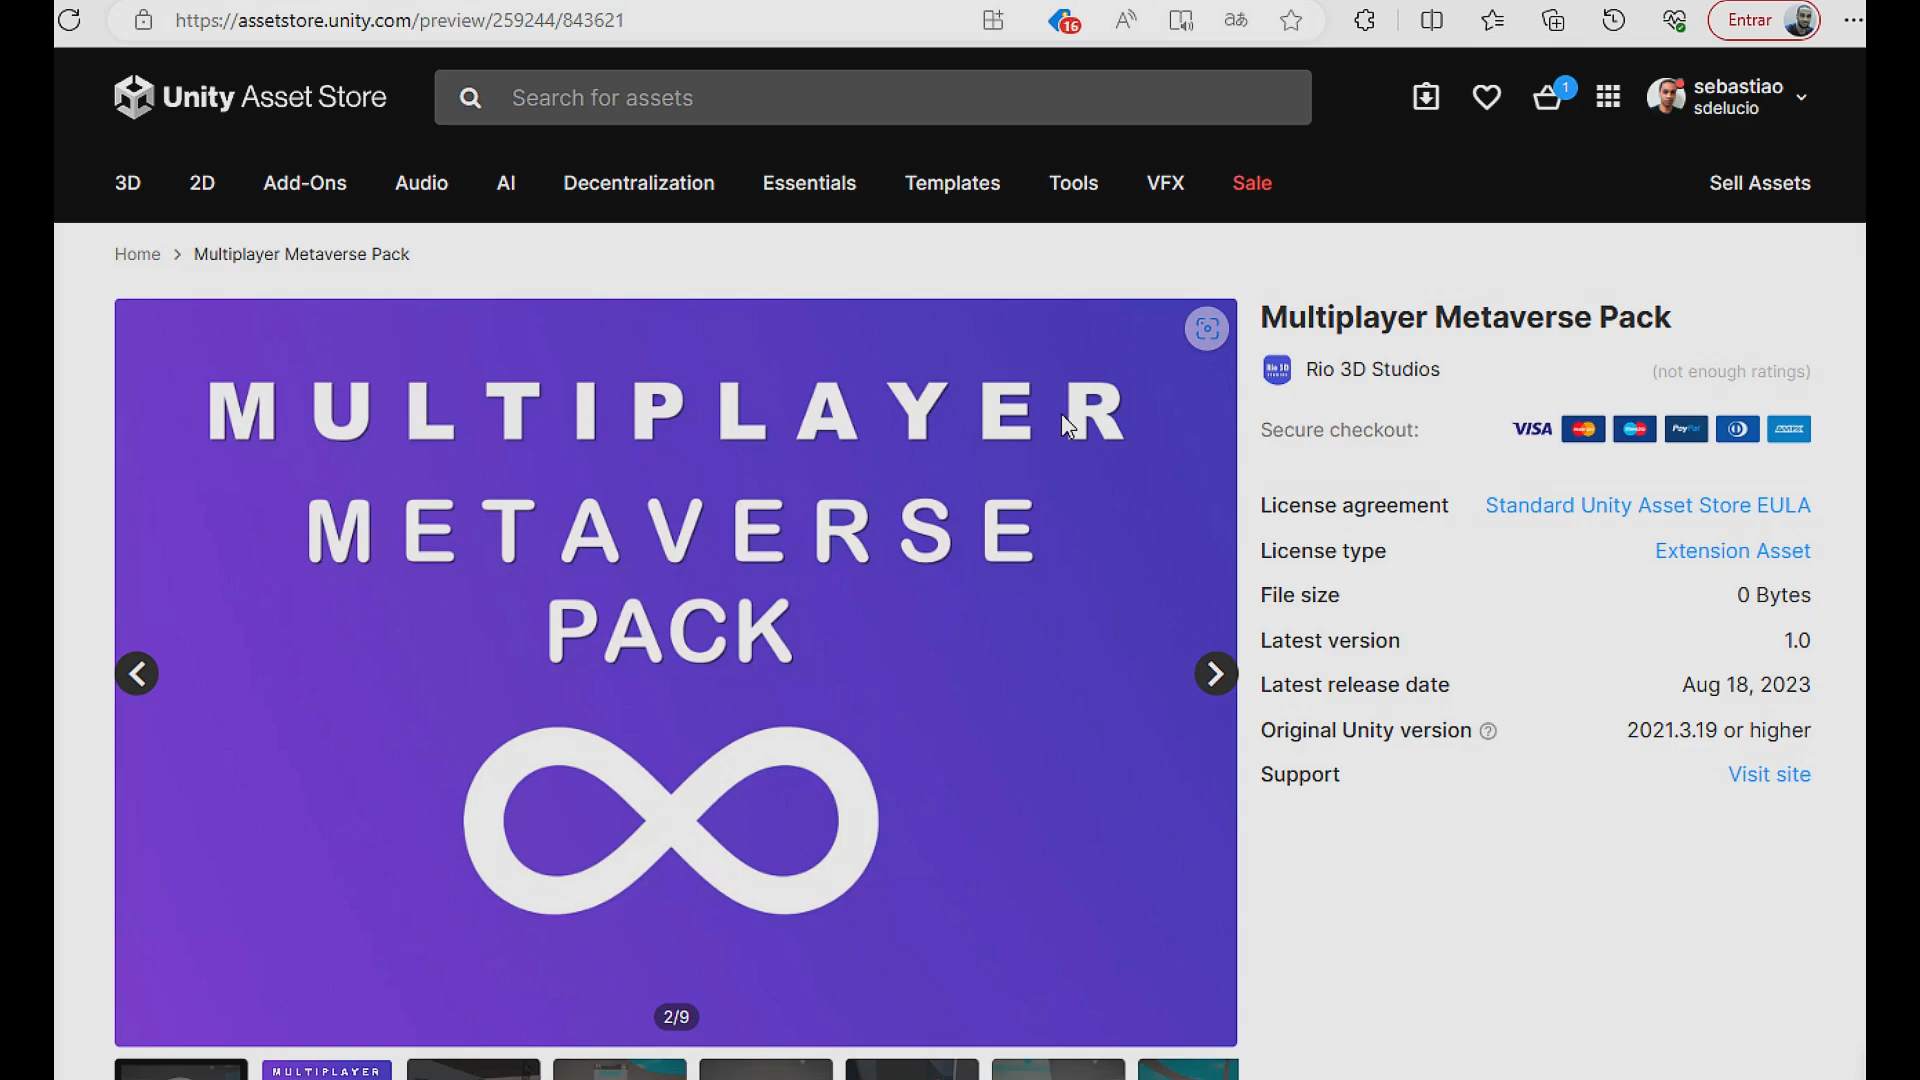 https://assetstore.unity.com/preview/259244/843621
16
Entrar
Unity Asset Store
Search for assets
1
sebastiao
sdelucio
3D 2D Add-Ons Audio AI Decentralization Essentials Templates Tools VFX Sale Sell Assets
Home > Multiplayer Metaverse Pack
MULTIPLAYER
METAVERSE
PACK
2/9
MULTIPLAYER
Multiplayer Metaverse Pack
Rio 3D Studios (not enough ratings)
Secure checkout: VISA PayPal AMEX
License agreement Standard Unity Asset Store EULA
License type Extension Asset
File size 0 Bytes
Latest version 1.0
Latest release date Aug 18, 2023
Original Unity version 2021.3.19 or higher
Support Visit site